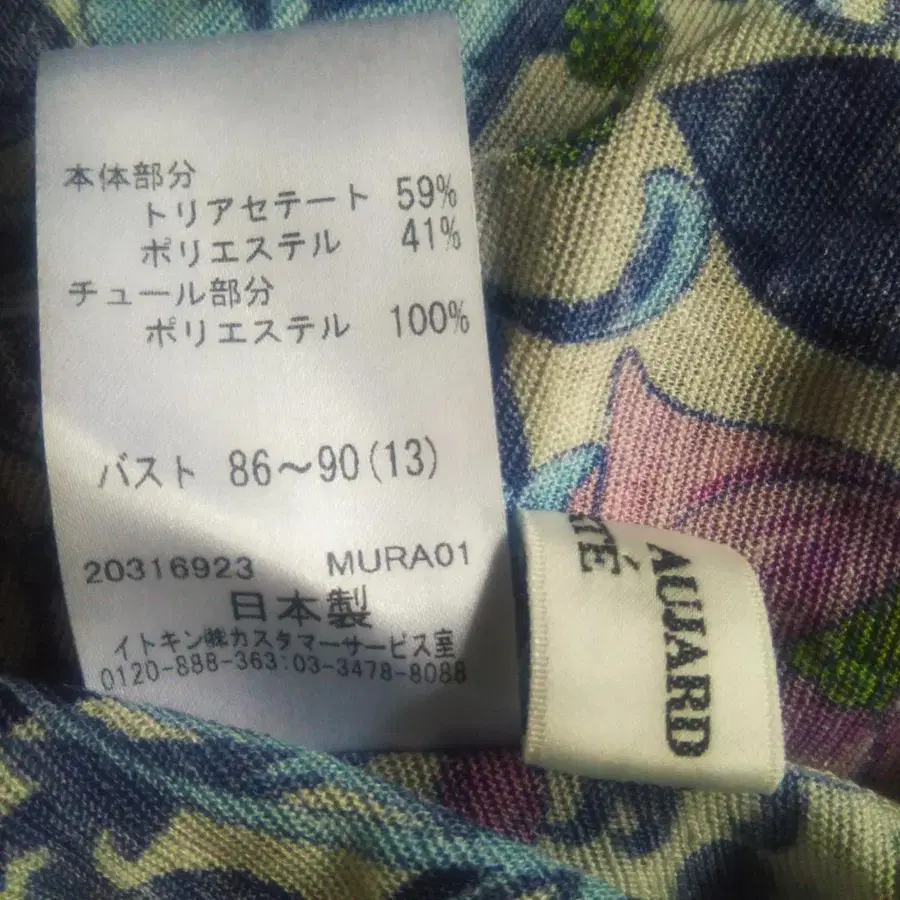 本体部分
トリアセテート 59%
ポリエステル 41%
チュール部分
ポリエステル 100%
バスト 86～90(13)
20316923 MURA01
日本製
イトキン㈱カスタマーサービス室
0120-888-363:03-3478-8088
AUJARD
TÉ